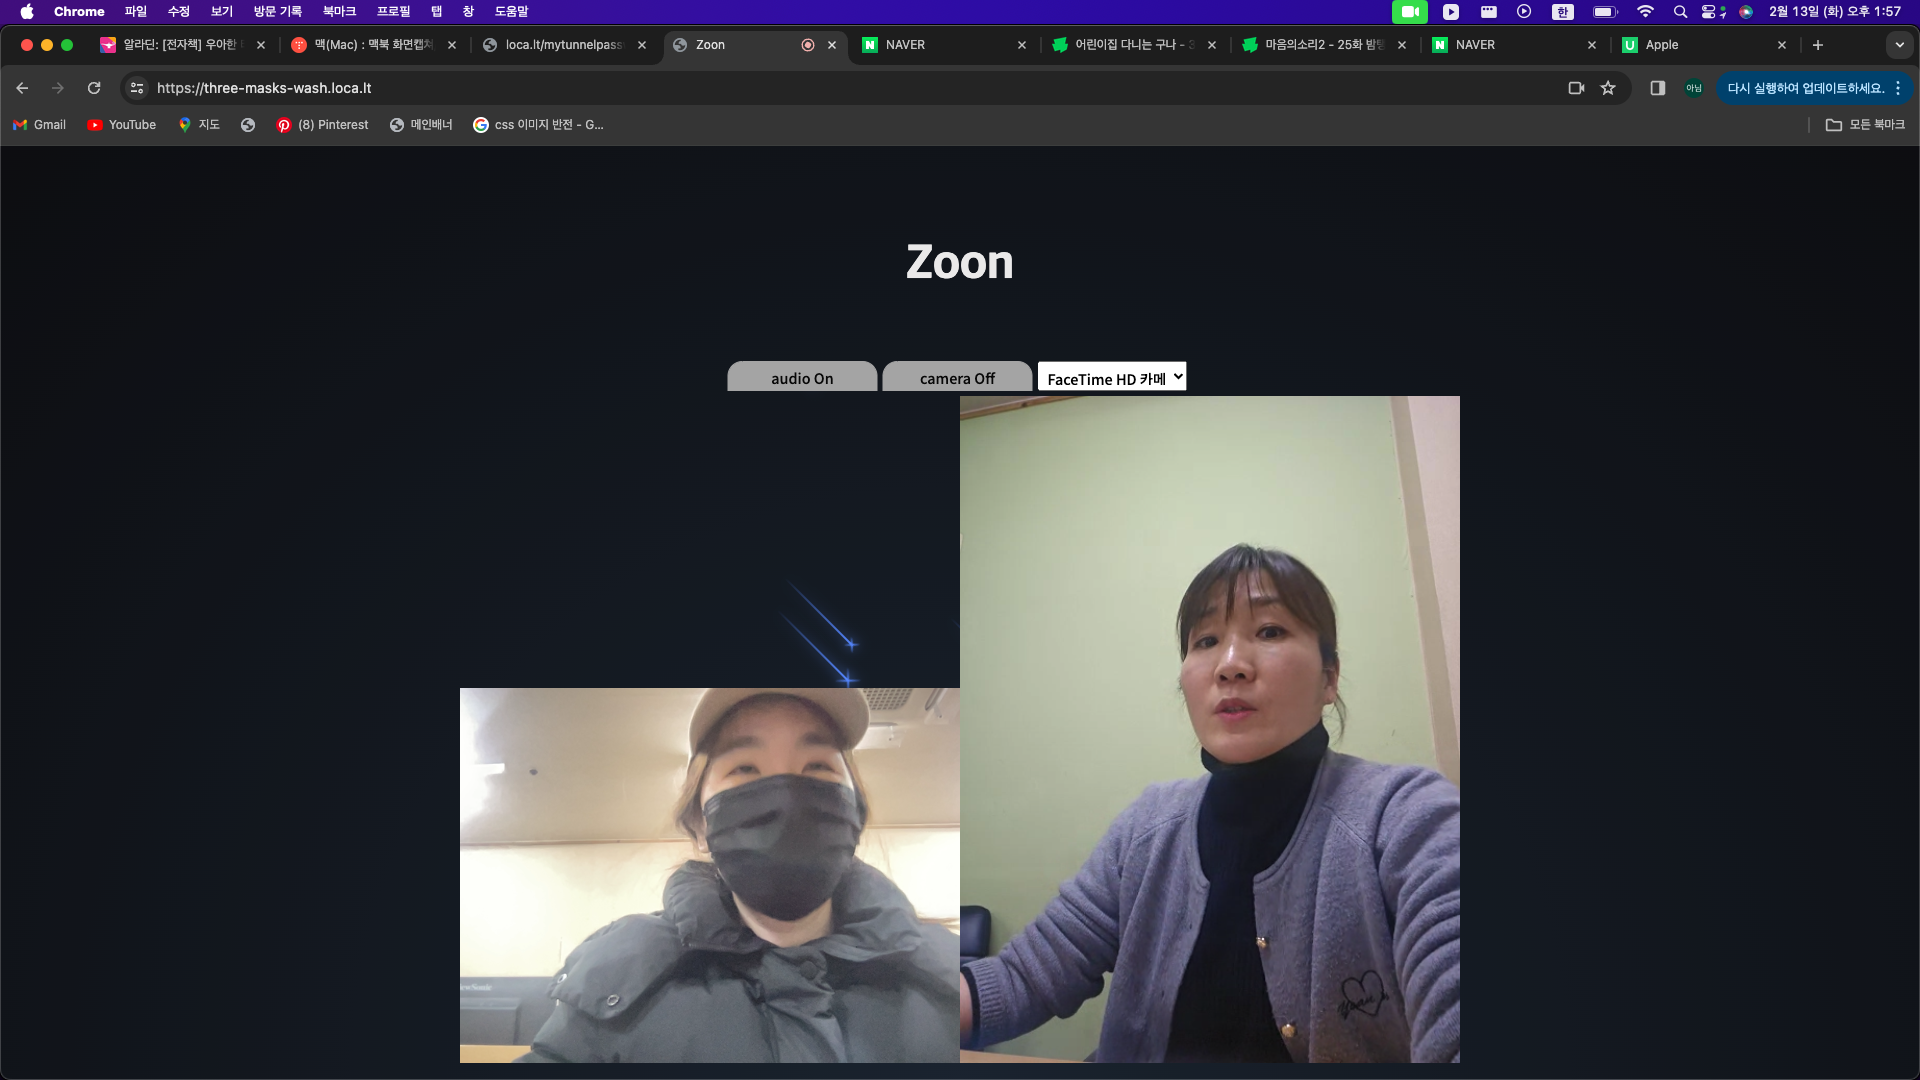 Chrome 파일 수정 보기 방문 기록 북마크 프로필 탭 창 도움말 한 2월 13일 (화) 오후 1:57
알라딘: [전자책] 우아한 맥(Mac) : 맥북 화면캡처 loca.lt/mytunnelpass Zoon NAVER 어린이집 다니는 구나 - 3 마음의소리2 - 25화 밤 NAVER Apple
https://three-masks-wash.loca.lt 아님 다시 실행하여 업데이트하세요.
Gmail YouTube 지도 (8) Pinterest 메인배너 css 이미지 반전 - G... 모든 북마크
Zoon
audio On camera Off FaceTime HD 카메
ViewSonic